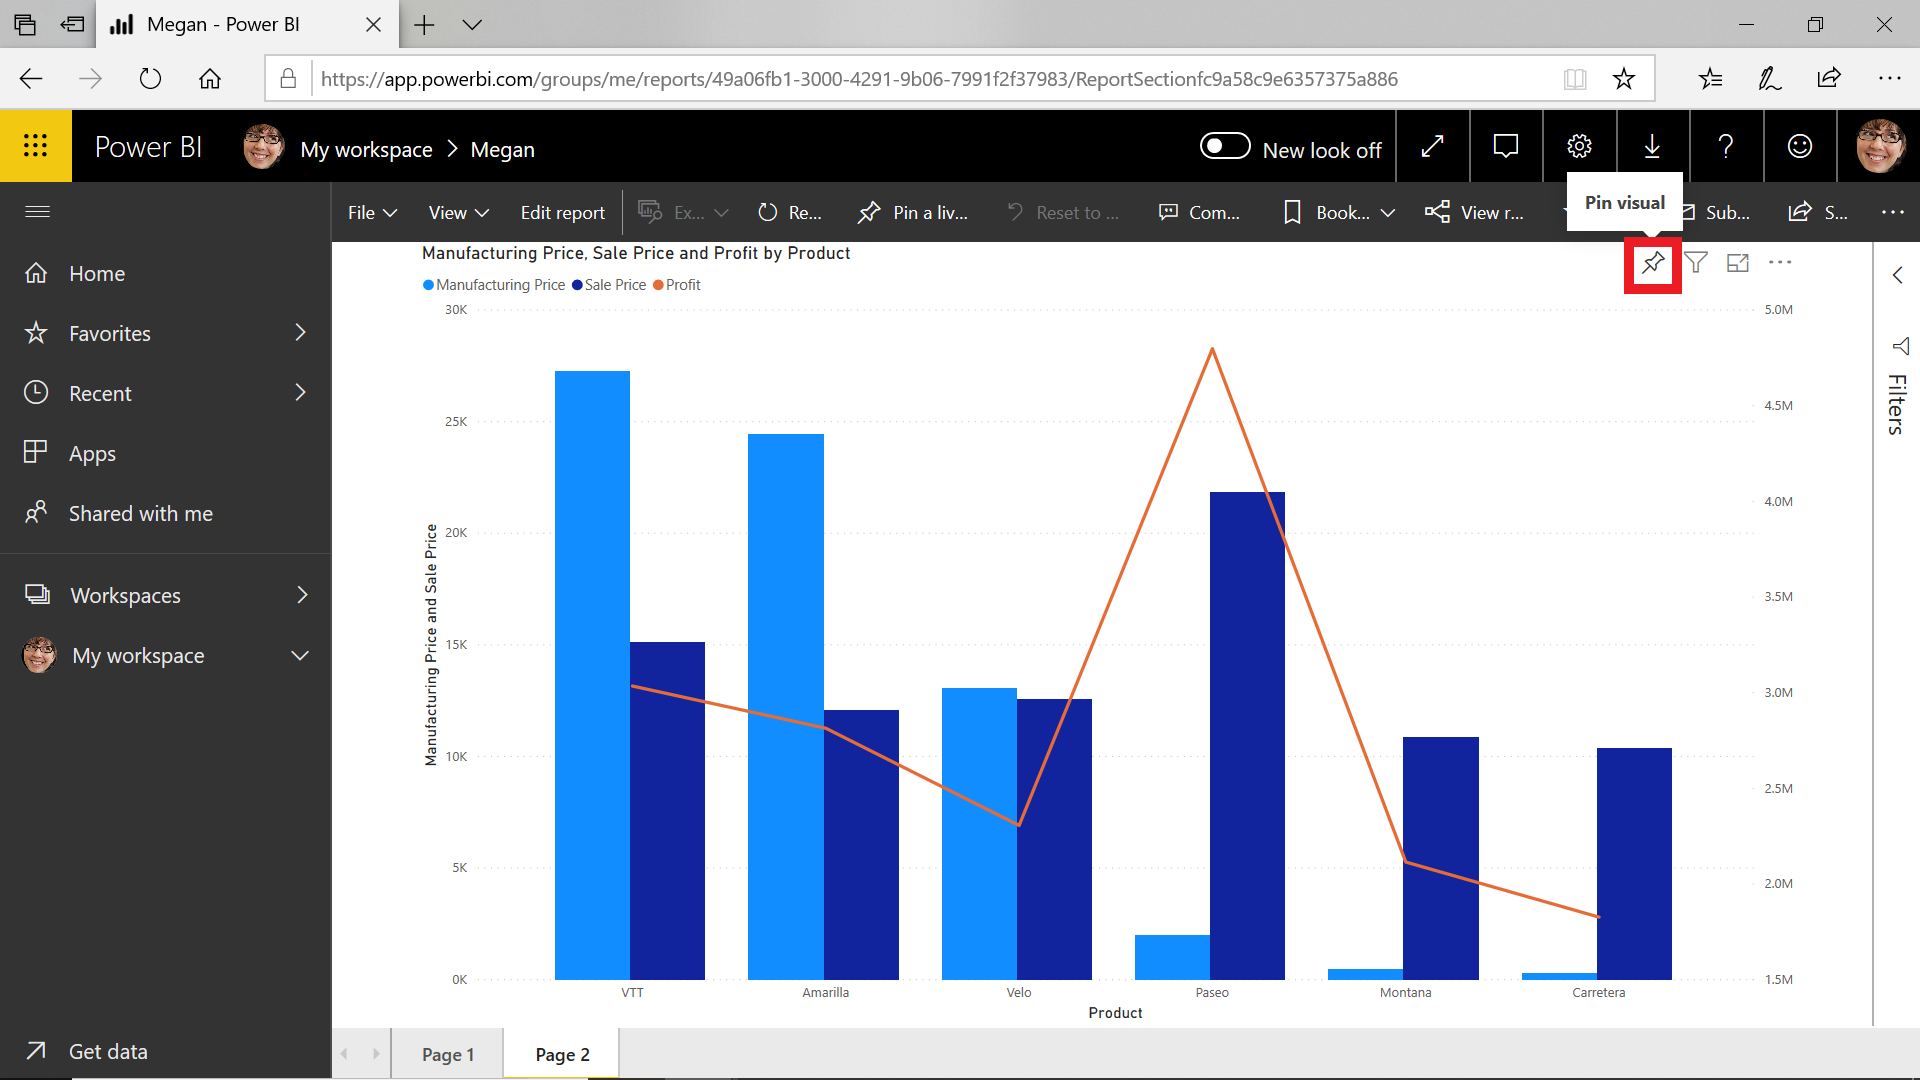 Megan - Power BI
https://app.powerbi.com/groups/me/reports/49a06fb1-3000-4291-9b06-7991f2f37983/ReportSectionfc9a58c9e6357375a886
Power BI
My workspace > Megan
New look off
File
View
Edit report
Ex...
Re...
Pin a liv...
Reset to ...
Com...
Book...
View r...
Pin visual
Sub...
S...
Home
Favorites
Recent
Apps
Shared with me
Workspaces
My workspace
Get data
Manufacturing Price, Sale Price and Profit by Product
Manufacturing Price Sale Price Profit
30K
25K
20K
15K
10K
5K
0K
Manufacturing Price and Sale Price
5.0M
4.5M
4.0M
3.5M
3.0M
2.5M
2.0M
1.5M
VTT Amarilla Velo Paseo Montana Carretera
Product
Filters
Page 1
Page 2